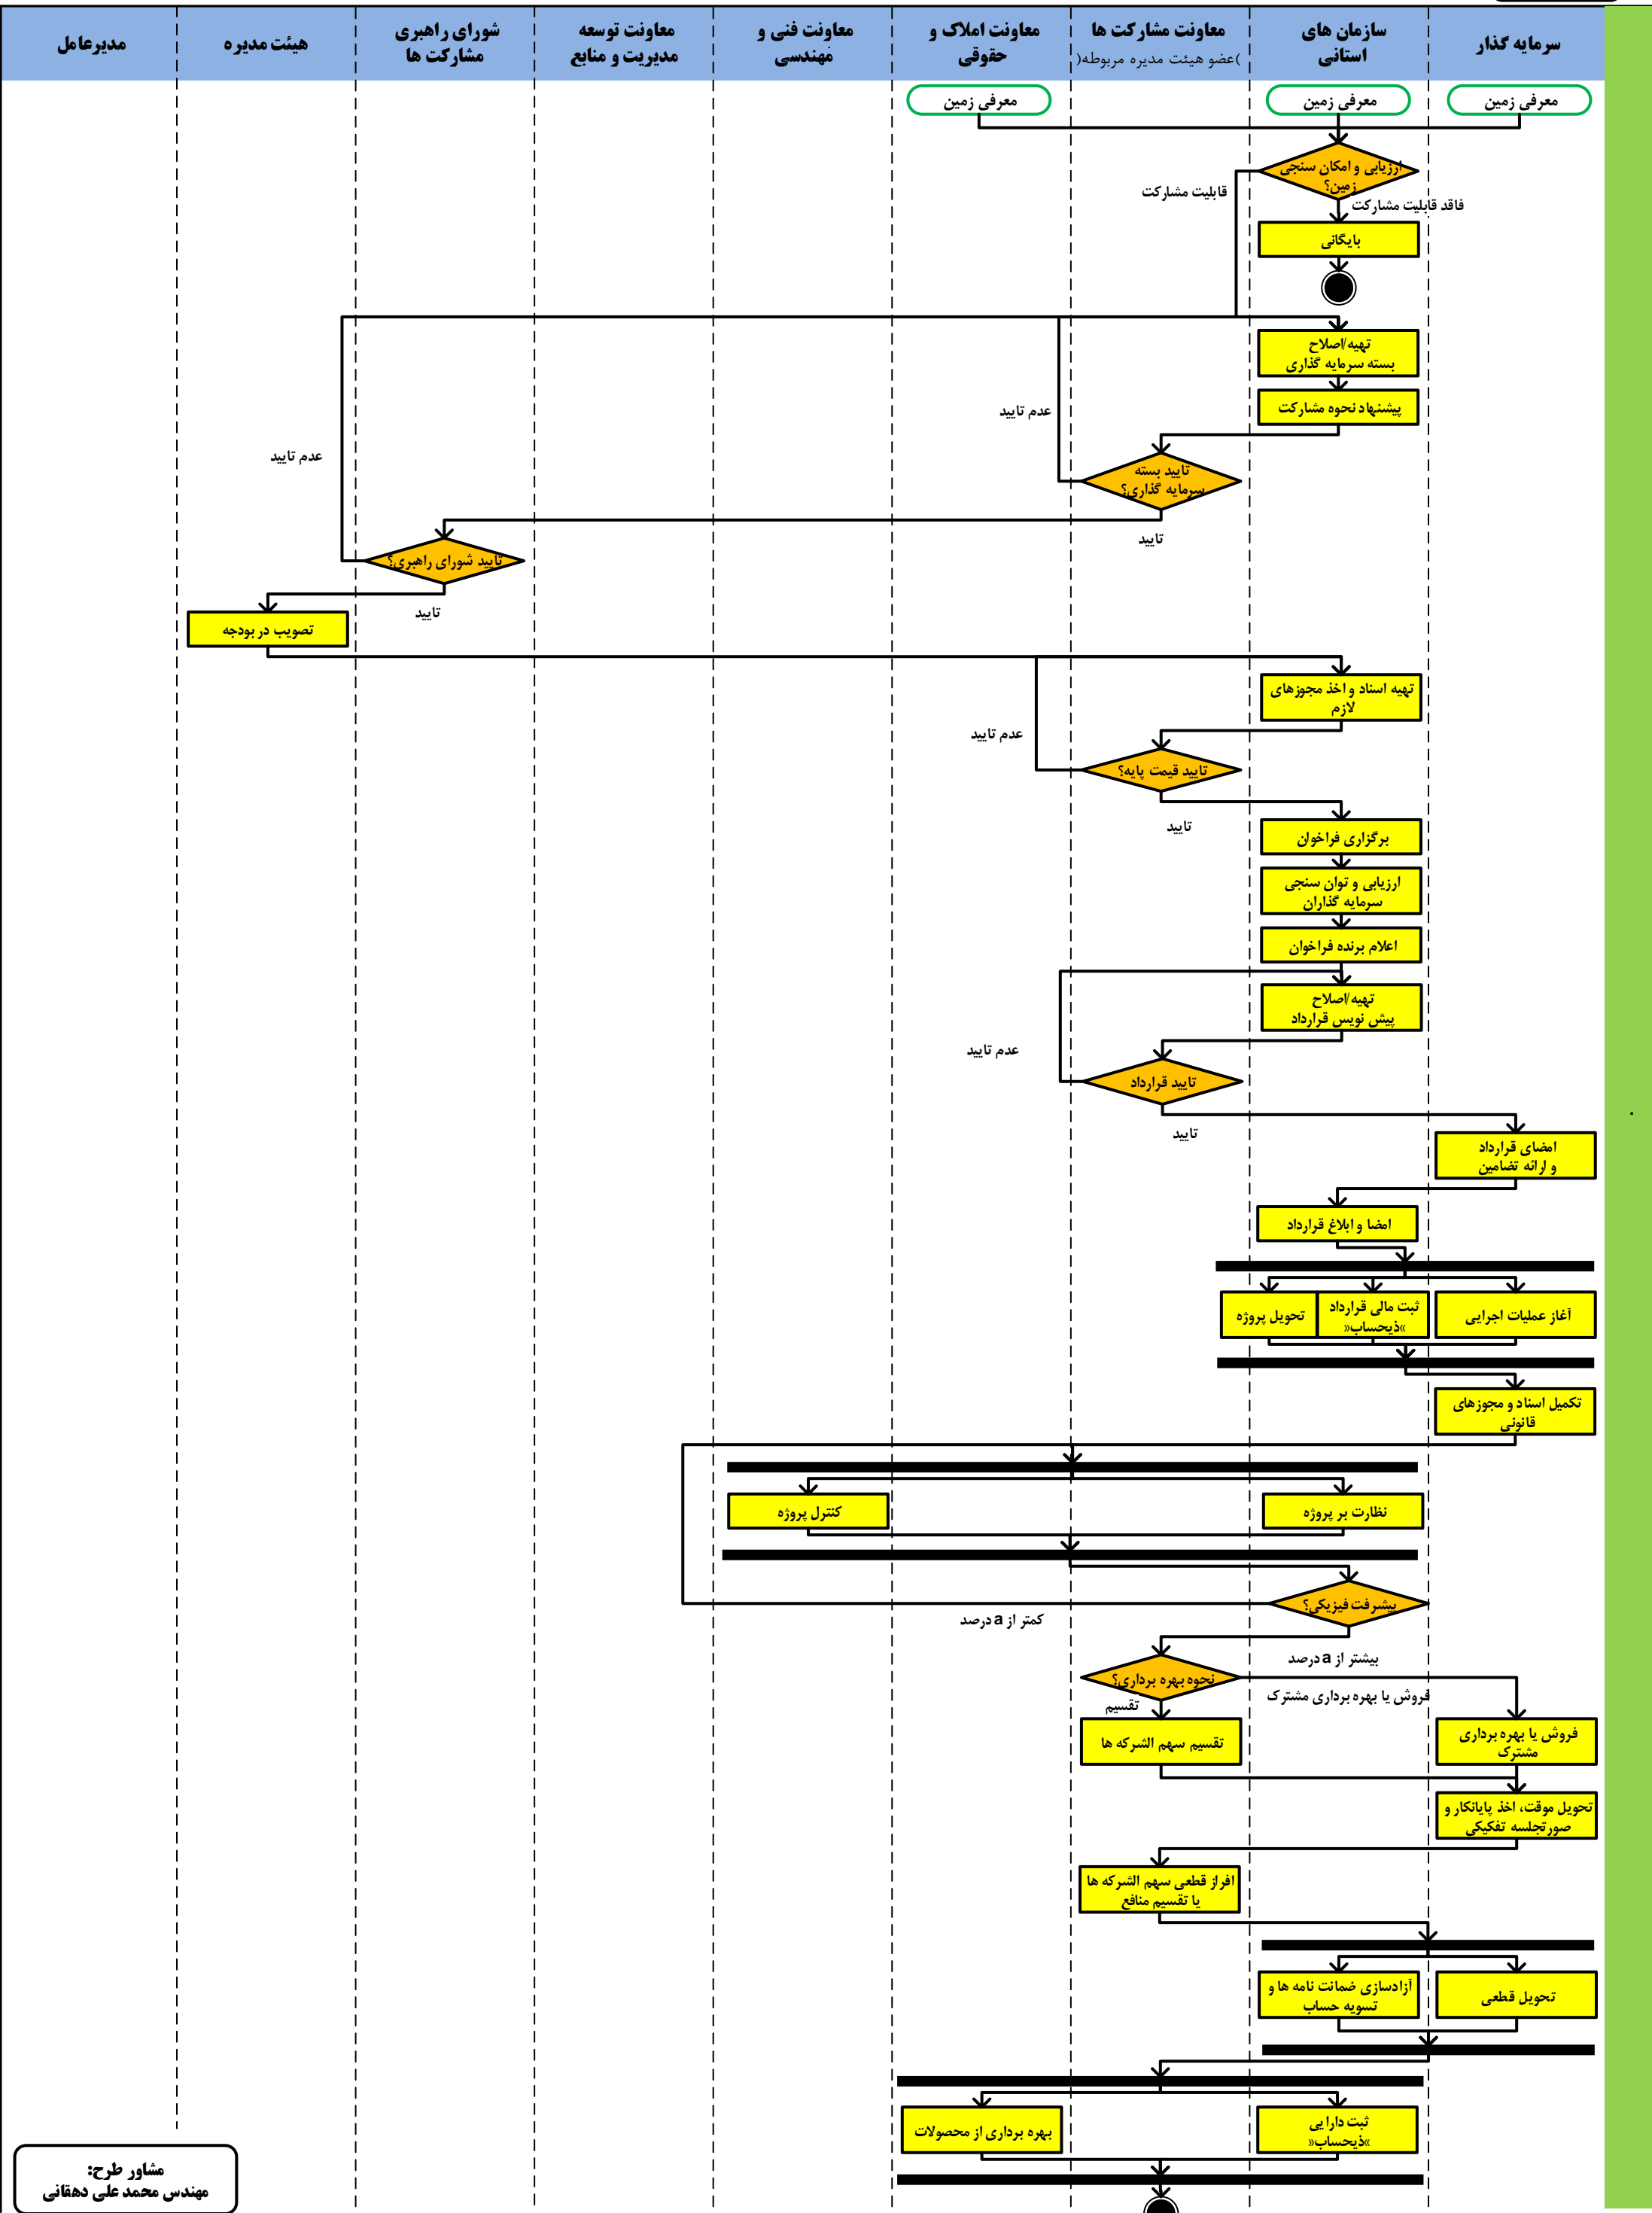 سرمایه گذار
سازمان های
استانی
معاونت مشارکت ها
)عضو هیئت مدیره مربوطه(
معاونت املاک و
حقوقی
معاونت فنی و
مهندسی
معاونت توسعه
مدیریت و منابع
شورای راهبری
مشارکت ها
هیئت مدیره
مدیرعامل
معرفی زمین
معرفی زمین
معرفی زمین
ارزیابی و امکان سنجی
زمین؟
قابلیت مشارکت
فاقد قابلیت مشارکت
بایگانی
تهیه/اصلاح
بسته سرمایه گذاری
پیشنهاد نحوه مشارکت
عدم تایید
عدم تایید
تایید بسته
سرمایه گذاری؟
تایید
تایید شورای راهبری؟
تایید
تصویب در بودجه
تهیه اسناد و اخذ مجوزهای
لازم
عدم تایید
تایید قیمت پایه؟
تایید
برگزاری فراخوان
ارزیابی و توان سنجی
سرمایه گذاران
اعلام برنده فراخوان
تهیه/اصلاح
پیش نویس قرارداد
عدم تایید
تایید قرارداد
تایید
امضای قرارداد
و ارائه تضامین
امضا و ابلاغ قرارداد
آغاز عملیات اجرایی
ثبت مالی قرارداد
»ذیحساب«
تحویل پروژه
تکمیل اسناد و مجوزهای
قانونی
نظارت بر پروژه
کنترل پروژه
پیشرفت فیزیکی؟
کمتر از a درصد
بیشتر از a درصد
نحوه بهره برداری؟
فروش یا بهره برداری مشترک
تقسیم
فروش یا بهره برداری
مشترک
تقسیم سهم الشرکه ها
تحویل موقت، اخذ پایانکار و
صورتجلسه تفکیکی
افراز قطعی سهم الشرکه ها
یا تقسیم منافع
تحویل قطعی
آزادسازی ضمانت نامه ها و
تسویه حساب
ثبت دارایی
»ذیحساب«
بهره برداری از محصولات
مشاور طرح:
مهندس محمد علی دهقانی